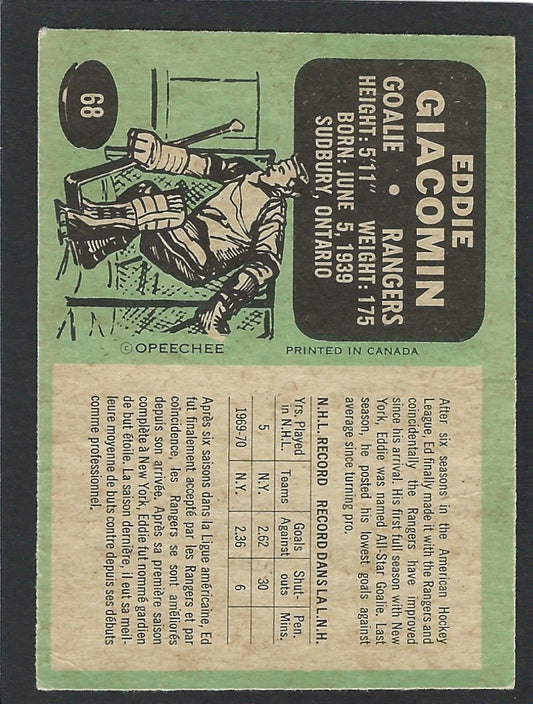 68
EDDIE
GIACOMIN
GOALIE • RANGERS
HEIGHT: 5'11" WEIGHT: 175
BORN: JUNE 5, 1939
SUDBURY, ONTARIO
© OPEECHEE
PRINTED IN CANADA
After six seasons in the American Hockey
League, Ed finally made it with the Rangers and
coincidentally the Rangers have improved
since his arrival. His first full season with New
York, Eddie was named All-Star Goalie. Last
season, he posted his lowest goals against
average since turning pro.
N.H.L. RECORD RECORD DANS LA L.N.H.
Yrs. Played in N.H.L. Teams Goals Against Shut-outs Pen. Mins.
5 N.Y. 2.62 30
1969-70 N.Y. 2.36 6
Après six saisons dans la Ligue américaine, Ed
fut finalement accepté par les Rangers et par
coïncidence, les Rangers se sont améliorés
depuis son arrivée. Après sa première saison
complète à New York, Eddie fut nommé gardien
de but étoile. La saison dernière, il eut sa meil-
leure moyenne de buts contre depuis ses débuts
comme professionnel.